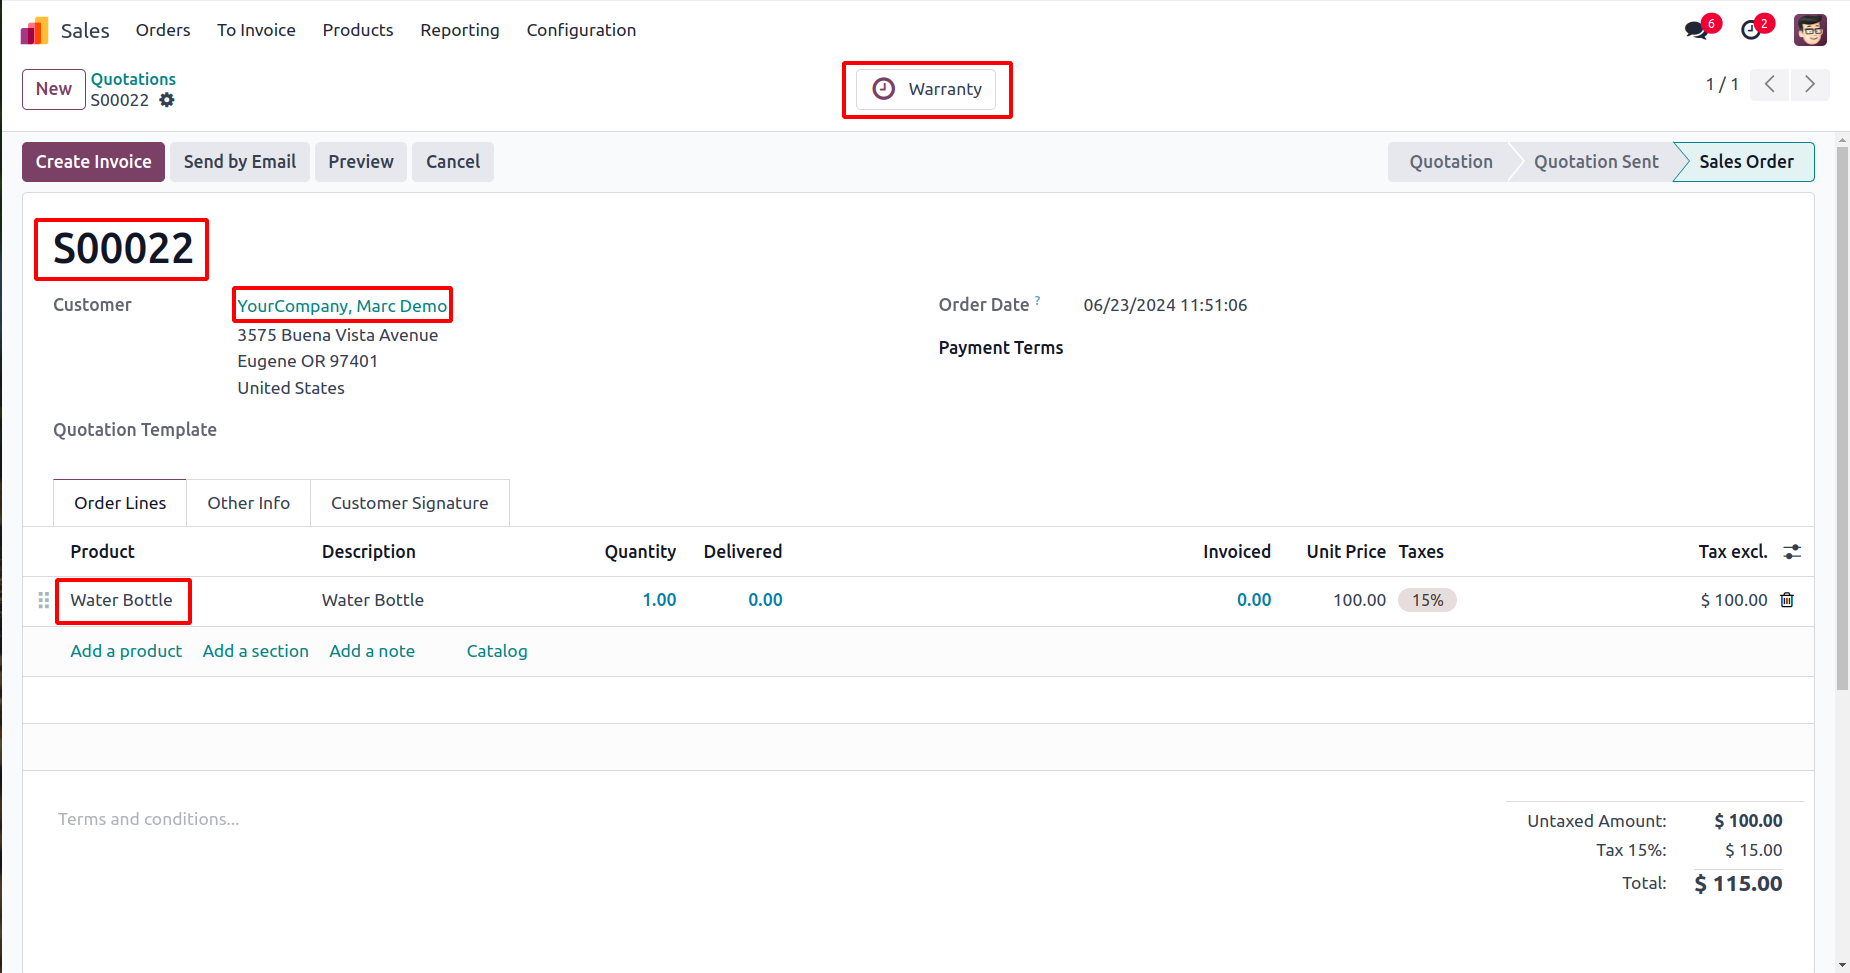 Sales Orders To Invoice Products Reporting Configuration 6 2
New Quotations
S00022
Warranty
1 / 1
Create Invoice Send by Email Preview Cancel Quotation Quotation Sent Sales Order
S00022
Customer YourCompany, Marc Demo
3575 Buena Vista Avenue
Eugene OR 97401
United States
Order Date ? 06/23/2024 11:51:06
Payment Terms
Quotation Template
Order Lines Other Info Customer Signature
Product Description Quantity Delivered Invoiced Unit Price Taxes Tax excl.
Water Bottle Water Bottle 1.00 0.00 0.00 100.00 15% $ 100.00
Add a product Add a section Add a note Catalog
Terms and conditions...
Untaxed Amount: $ 100.00
Tax 15%: $ 15.00
Total: $ 115.00